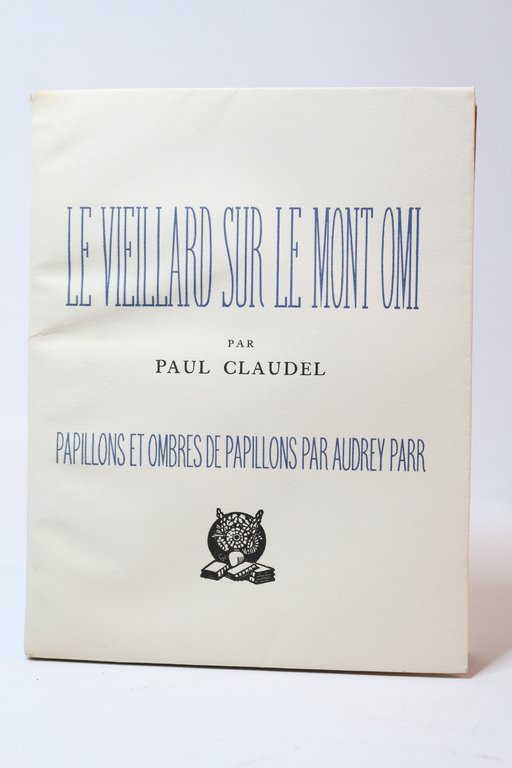 LE VIEILLARD SUR LE MONT OMI
PAR
PAUL CLAUDEL
PAPILLONS ET OMBRES DE PAPILLONS PAR AUDREY PARR